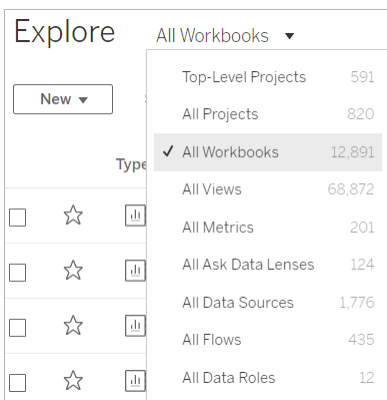 Explore All Workbooks
Top-Level Projects 591
New
All Projects 820
All Workbooks 12,891
Type
All Views 68,872
All Metrics 201
All Ask Data Lenses 124
All Data Sources 1,776
All Flows 435
All Data Roles 12